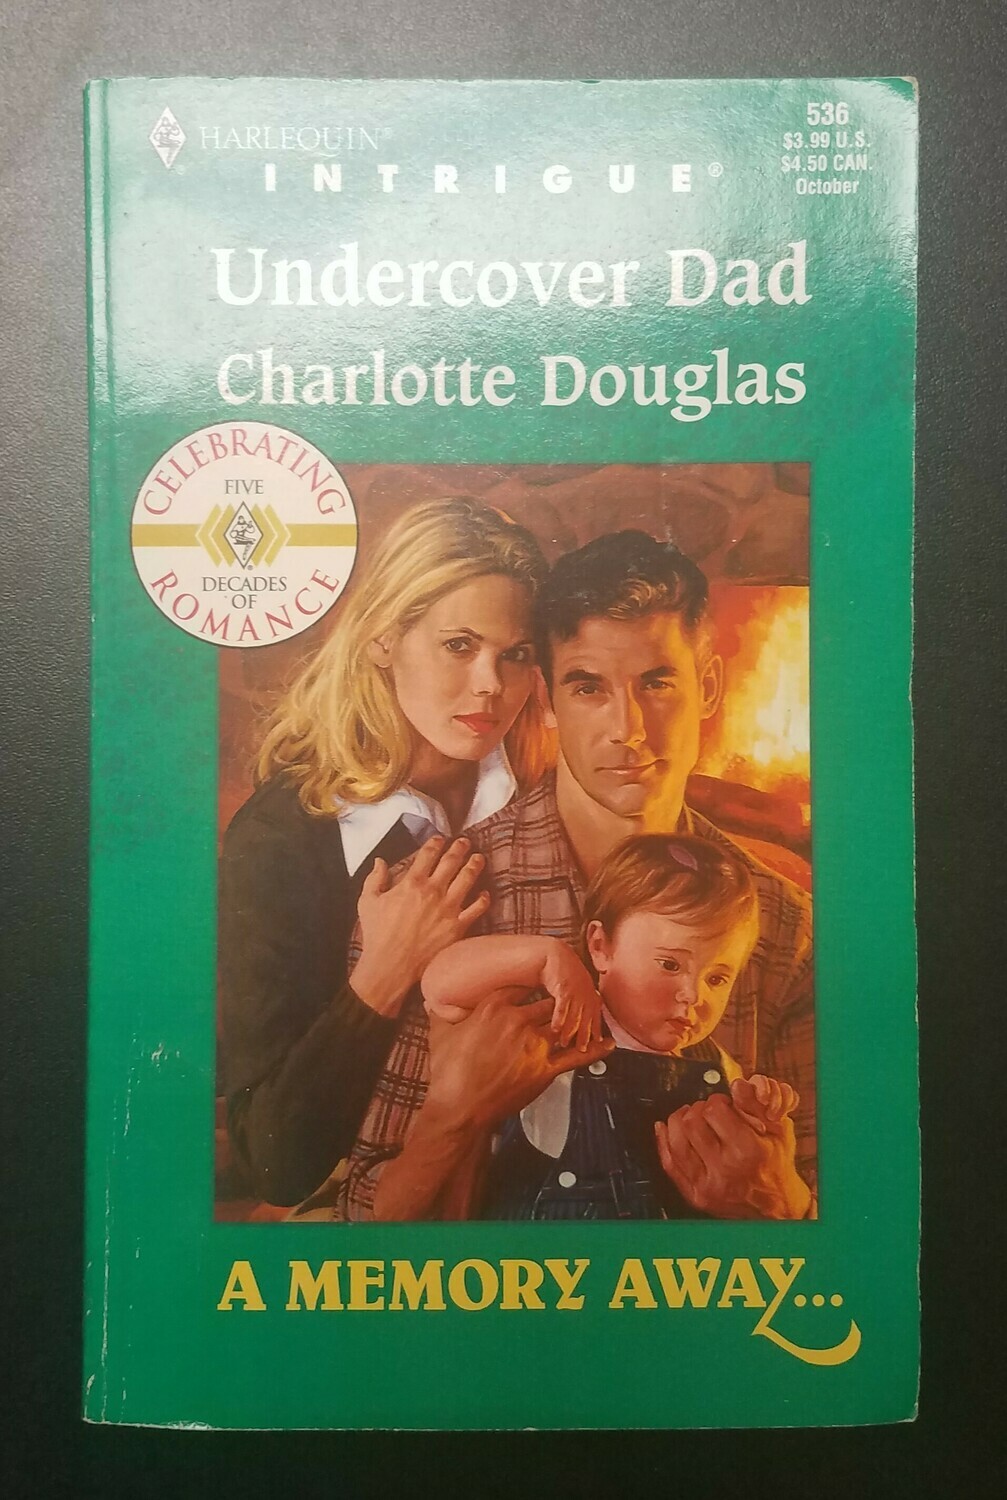 HARLEQUIN®
INTRIGUE®
536
$3.99 U.S.
$4.50 CAN.
October
Undercover Dad
Charlotte Douglas
CELEBRATING
FIVE
DECADES
OF
ROMANCE
A MEMORY AWAY...